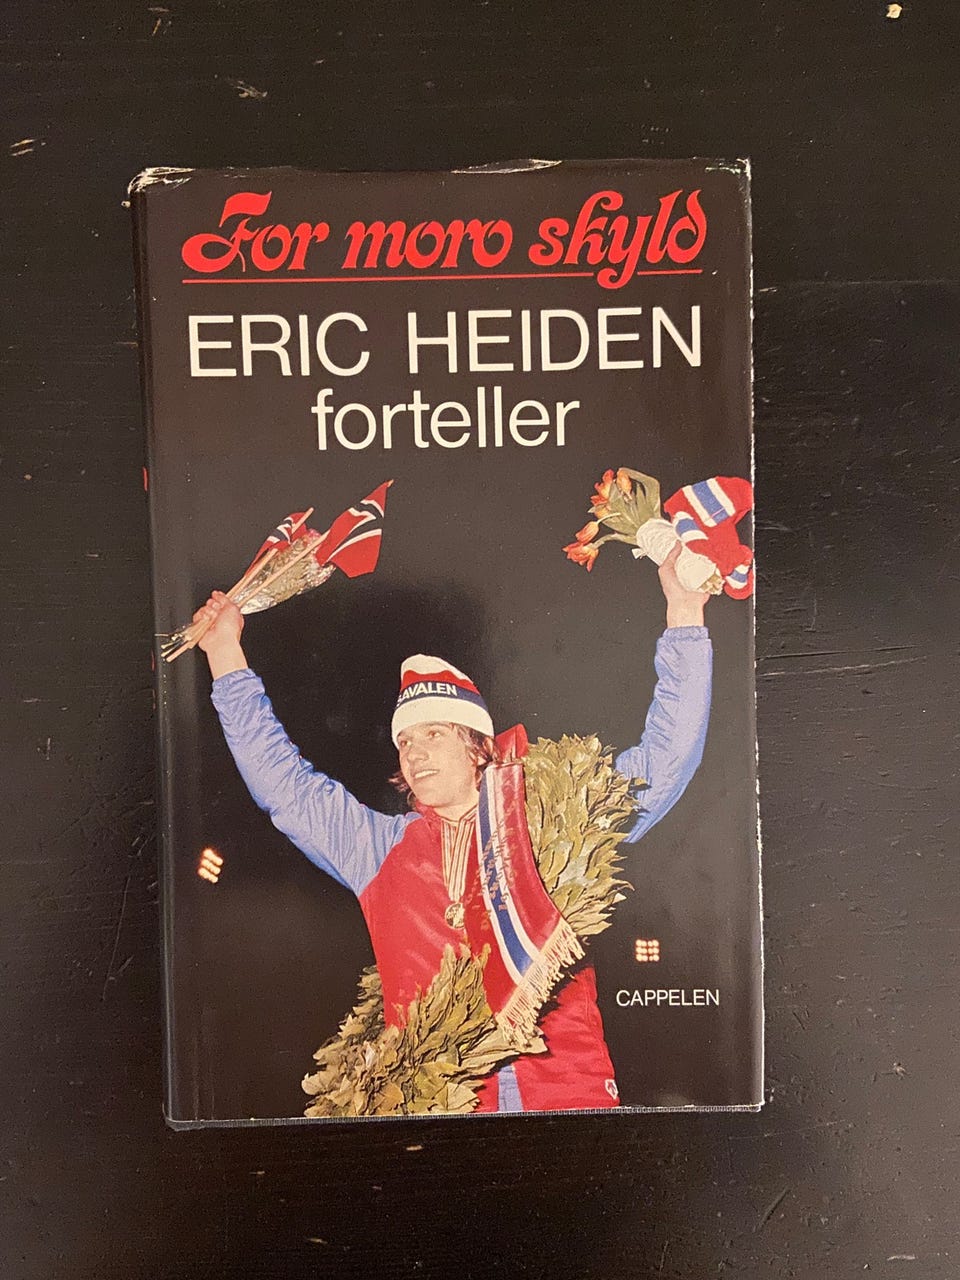 For moro skyld
ERIC HEIDEN
forteller
SAVALEN
CAPPELEN